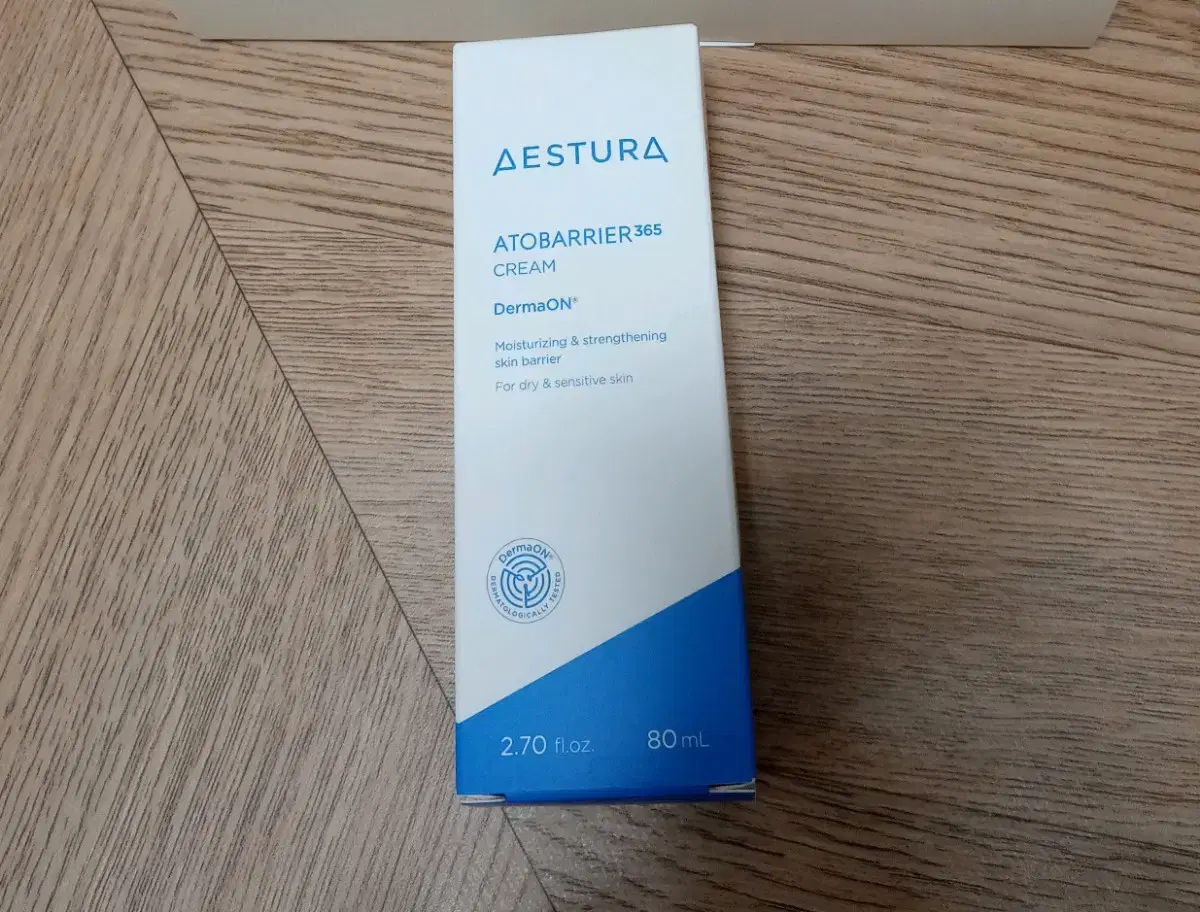 AESTURA
ATOBARRIER365
CREAM
DermaON®
Moisturizing & strengthening
skin barrier
For dry & sensitive skin
DermaON®
DERMATOLOGICALLY TESTED
2.70 fl.oz. 80 mL